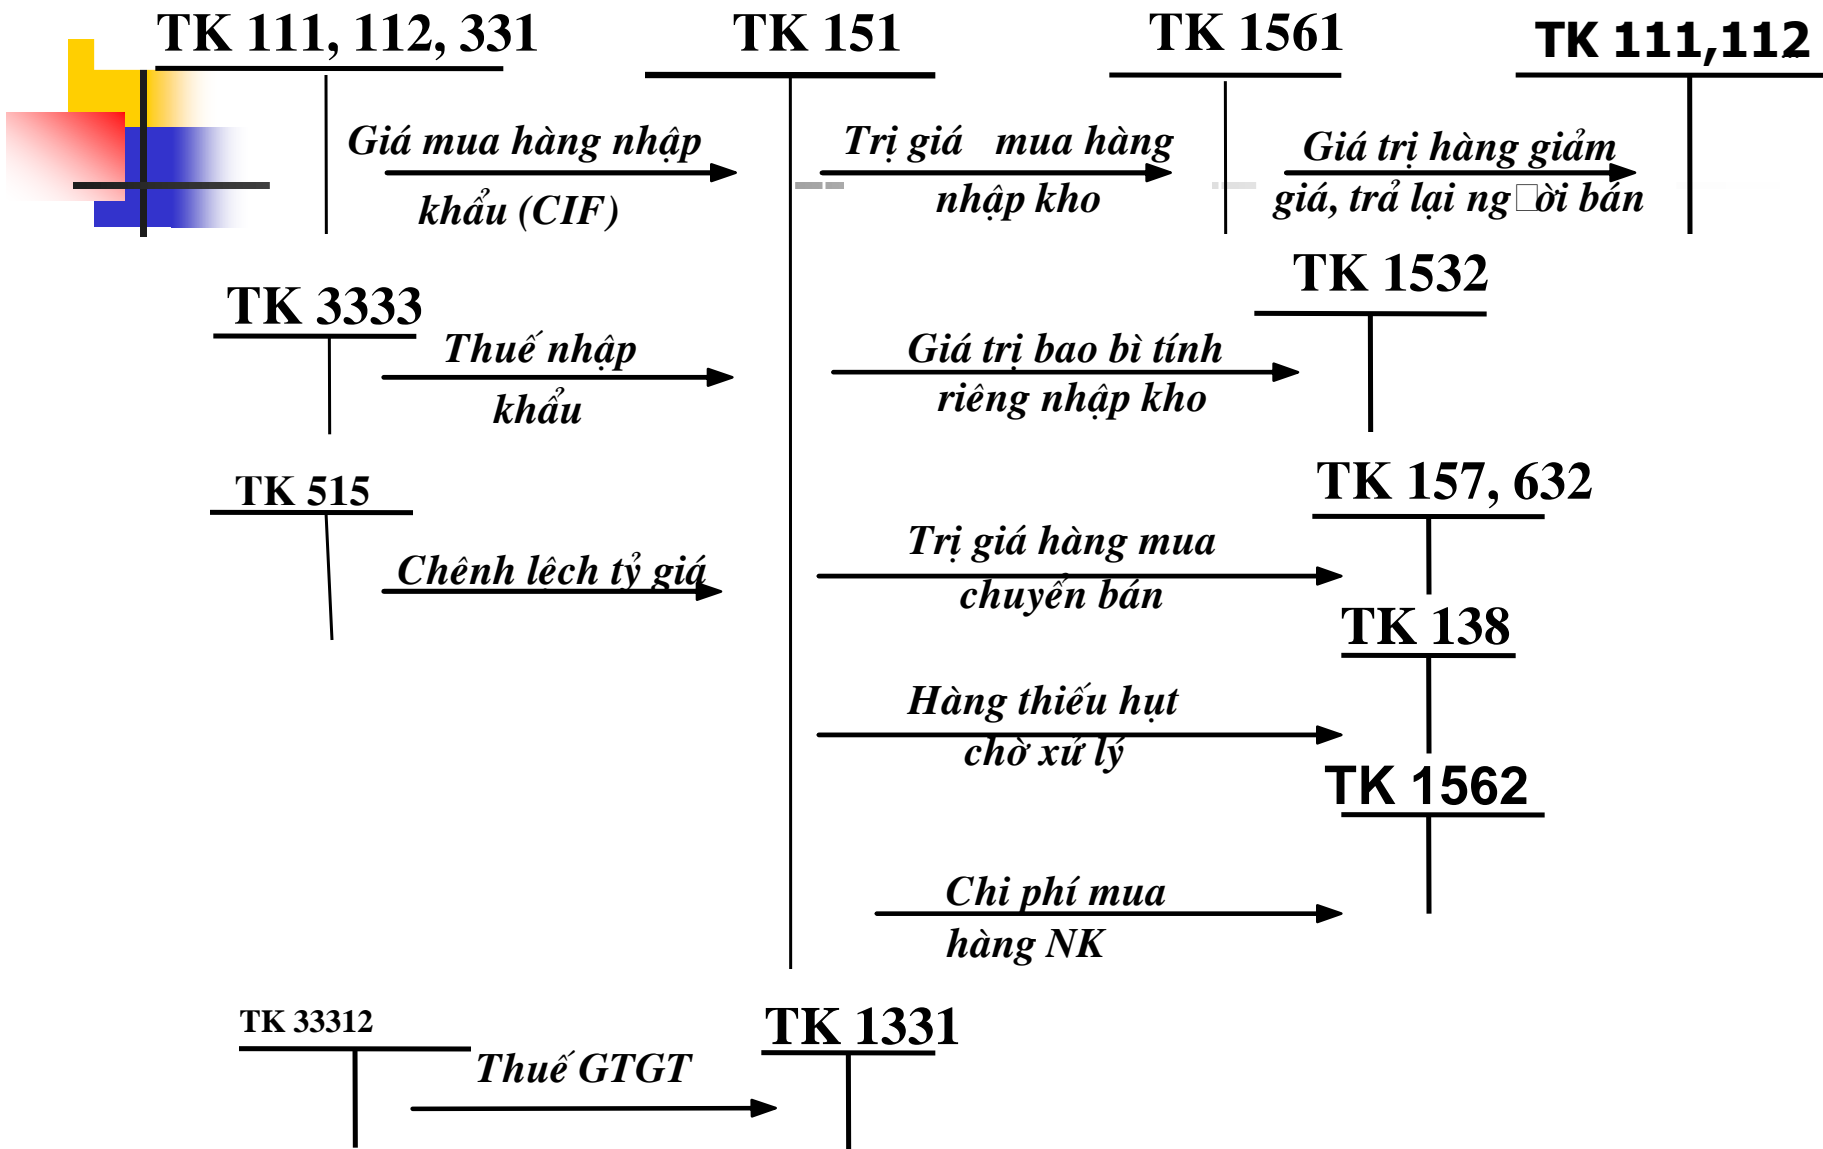 TK 111, 112, 331
TK 151
TK 1561
TK 111,112
Giá mua hàng nhập
khẩu (CIF)
Trị giá mua hàng
nhập kho
Giá trị hàng giảm
giá, trả lại ng□ời bán
TK 1532
TK 3333
Thuế nhập
khẩu
Giá trị bao bì tính
riêng nhập kho
TK 157, 632
TK 515
Chênh lệch tỷ giá
Trị giá hàng mua
chuyển bán
TK 138
Hàng thiếu hụt
chờ xử lý
TK 1562
Chi phí mua
hàng NK
TK 33312
TK 1331
Thuế GTGT